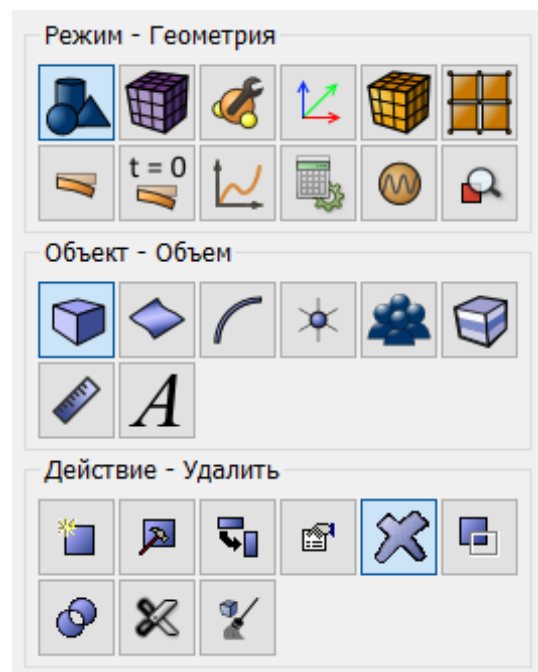 Режим - Геометрия
t = 0
Объект - Объем
A
Действие - Удалить